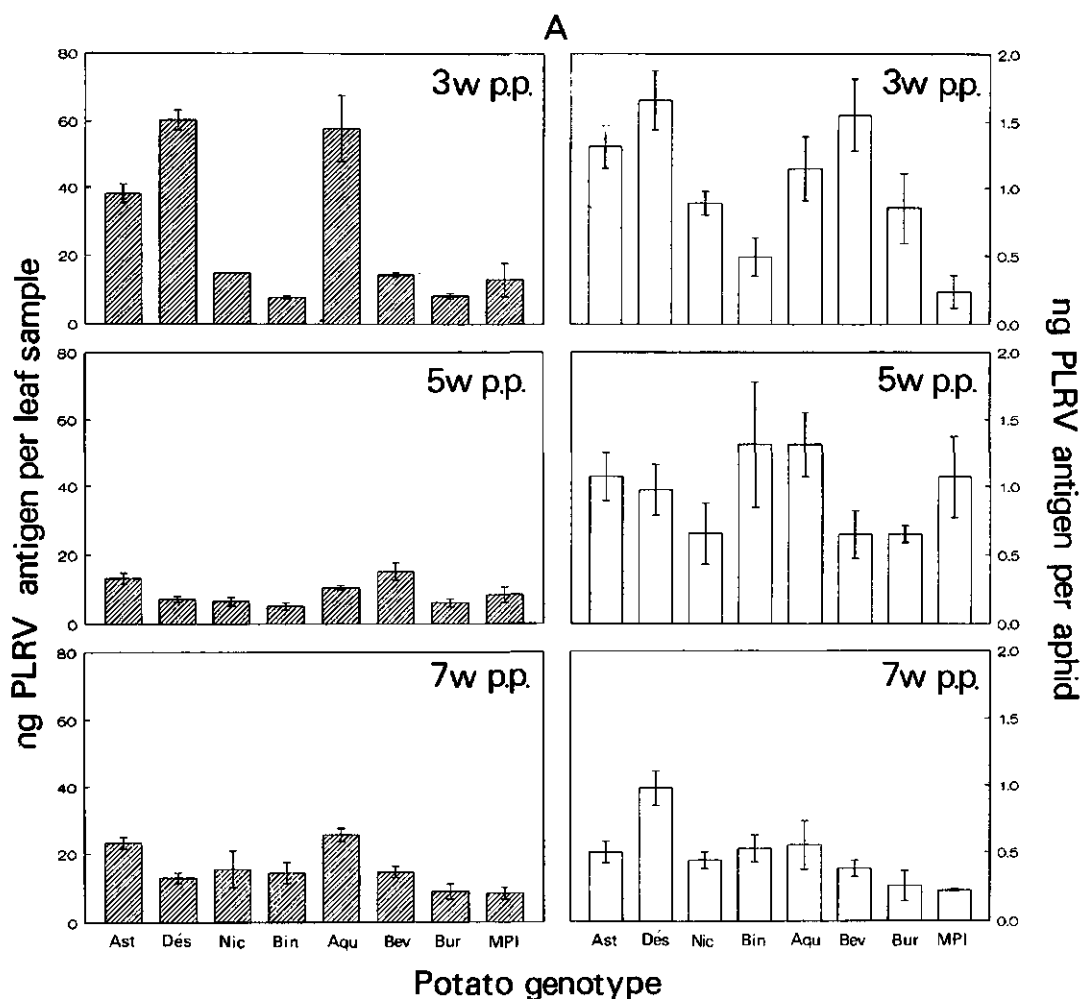 A
80
60
40
20
0
3w p.p.
3w p.p.
2.0
1.5
1.0
0.5
0.0
80
60
40
20
0
5w p.p.
5w p.p.
2.0
1.5
1.0
0.5
0.0
80
60
40
20
0
7w p.p.
7w p.p.
2.0
1.5
1.0
0.5
0.0
ng PLRV antigen per leaf sample
ng PLRV antigen per aphid
Ast Dés Nic Bin Aqu Bev Bur MPI
Ast Dés Nic Bin Aqu Bev Bur MPI
Potato genotype